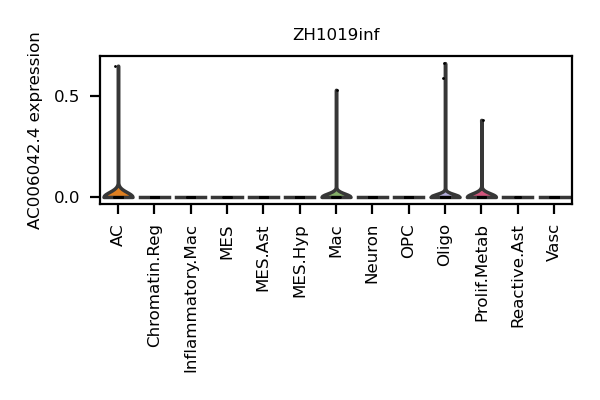 ZH1019inf
AC006042.4 expression
0.5
0.0
AC
Chromatin.Reg
Inflammatory.Mac
MES
MES.Ast
MES.Hyp
Mac
Neuron
OPC
Oligo
Prolif.Metab
Reactive.Ast
Vasc